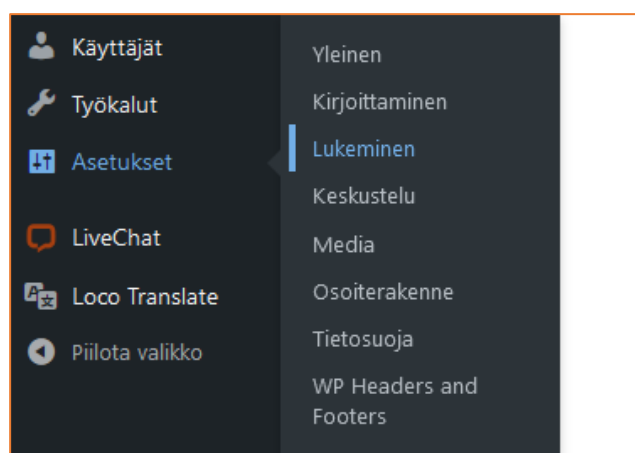 Käyttäjät
Työkalut
Asetukset
LiveChat
Loco Translate
Piilota valikko
Yleinen
Kirjoittaminen
Lukeminen
Keskustelu
Media
Osoiterakenne
Tietosuoja
WP Headers and
Footers